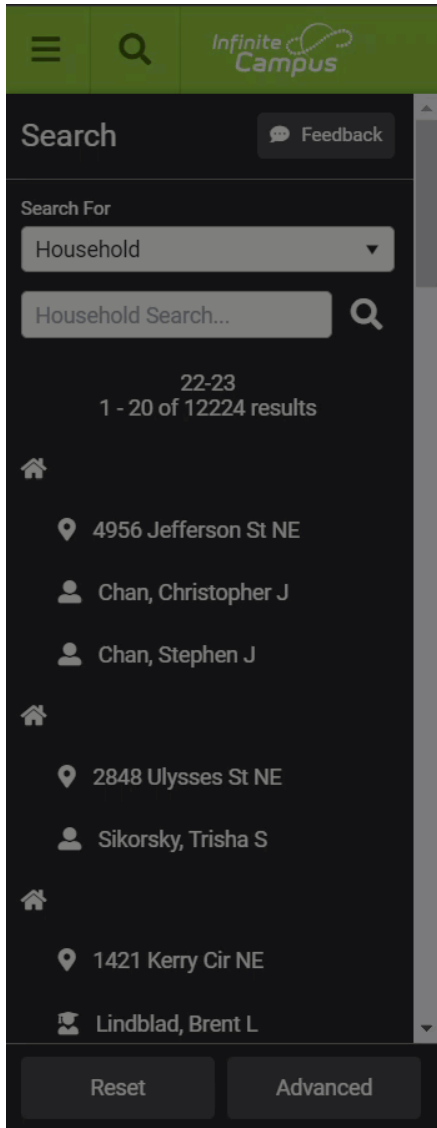 Infinite
Campus
Search
Feedback
Search For
Household
Household Search...
22-23
1 - 20 of 12224 results
4956 Jefferson St NE
Chan, Christopher J
Chan, Stephen J
2848 Ulysses St NE
Sikorsky, Trisha S
1421 Kerry Cir NE
Lindblad, Brent L
Reset
Advanced